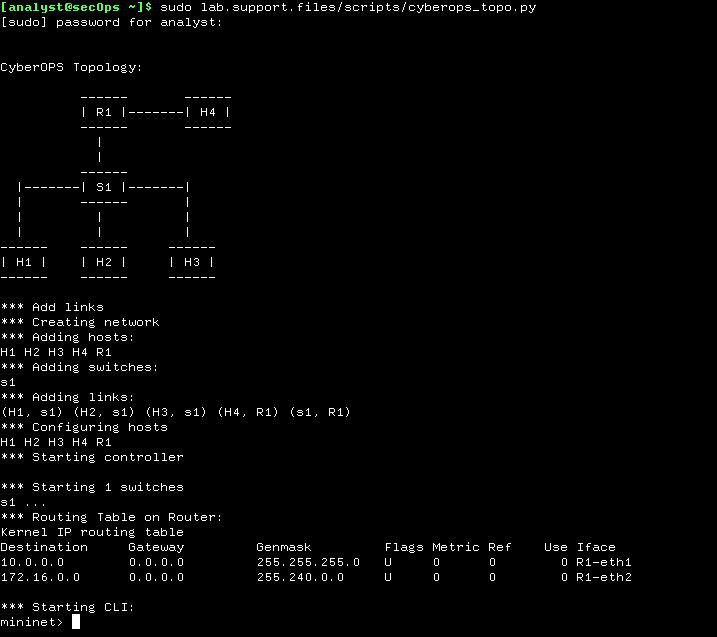 [analyst@secOps ~]$ sudo lab.support.files/scripts/cyberops_topo.py
[sudo] password for analyst:
CyberOPS Topology:
          ------       ------
          | R1 |-------| H4 |
          ------       ------
            |
            |
          ------
  |-------| S1 |-------|
  |       ------       |
  |         |          |
  |         |          |
------    ------     ------
| H1 |    | H2 |     | H3 |
------    ------     ------
*** Add links
*** Creating network
*** Adding hosts:
H1 H2 H3 H4 R1
*** Adding switches:
s1
*** Adding links:
(H1, s1) (H2, s1) (H3, s1) (H4, R1) (s1, R1)
*** Configuring hosts
H1 H2 H3 H4 R1
*** Starting controller
*** Starting 1 switches
s1 ...
*** Routing Table on Router:
Kernel IP routing table
Destination     Gateway         Genmask         Flags Metric Ref    Use Iface
10.0.0.0        0.0.0.0         255.255.255.0   U     0      0        0 R1-eth1
172.16.0.0      0.0.0.0         255.240.0.0     U     0      0        0 R1-eth2
*** Starting CLI:
mininet>